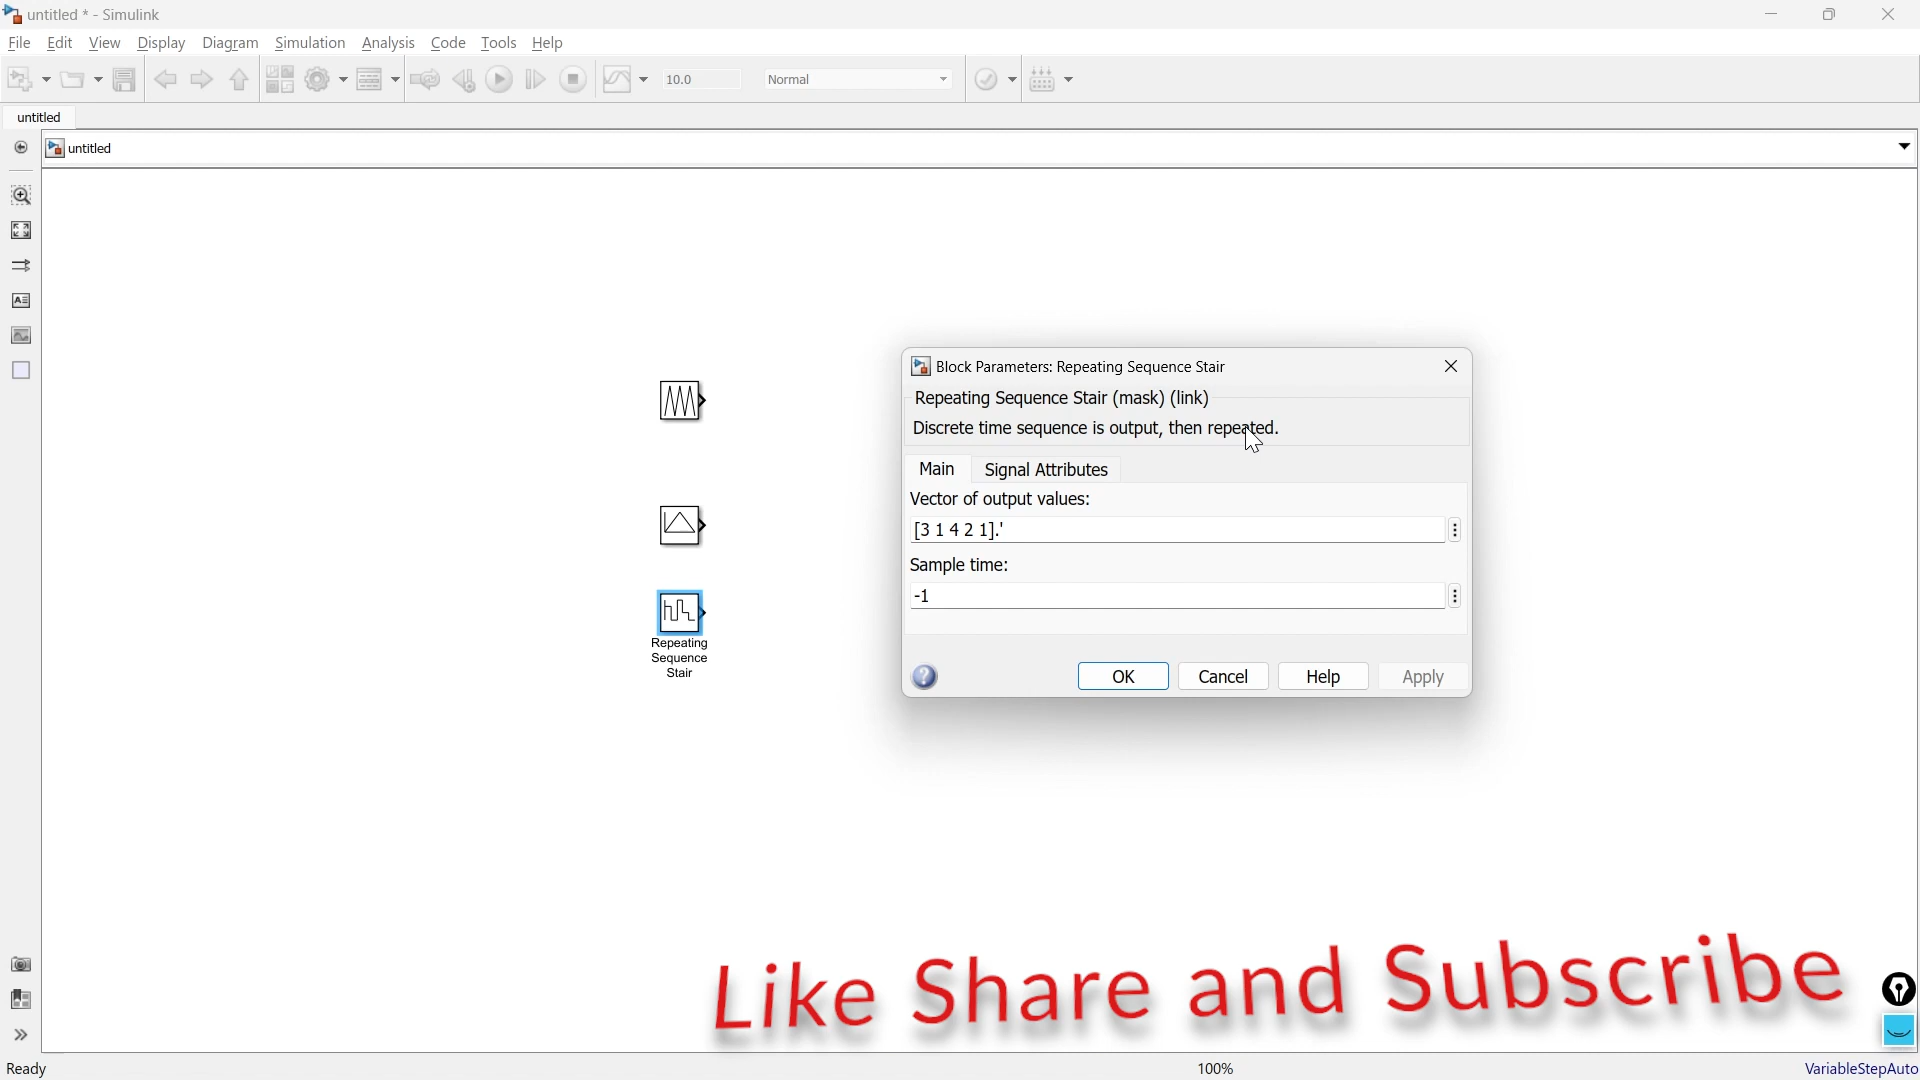 untitled * - Simulink
File Edit View Display Diagram Simulation Analysis Code Tools Help
10.0 Normal
untitled
untitled
Block Parameters: Repeating Sequence Stair
Repeating Sequence Stair (mask) (link)
Discrete time sequence is output, then repeated.
Main Signal Attributes
Vector of output values:
[3 1 4 2 1].'
Sample time:
-1
OK Cancel Help Apply
Repeating
Sequence
Stair
Like Share and Subscribe
Ready 100% VariableStepAuto